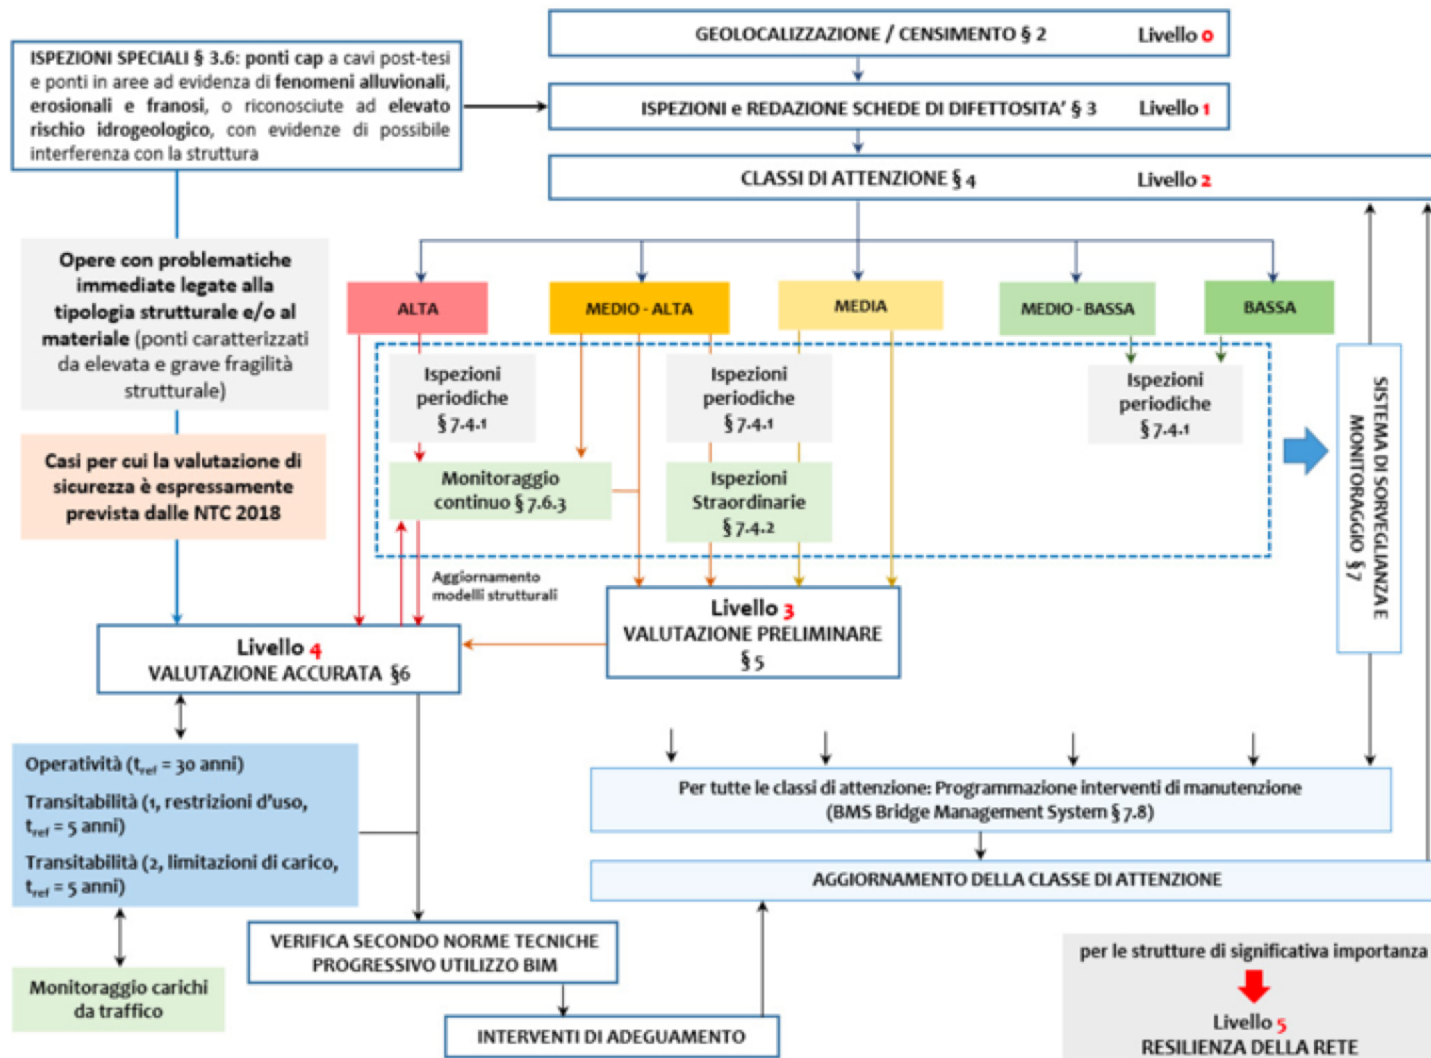 GEOLOCALIZZAZIONE / CENSIMENTO § 2 Livello 0
ISPEZIONI SPECIALI § 3.6: ponti cap a cavi post-tesi
e ponti in aree ad evidenza di fenomeni alluvionali,
erosionali e franosi, o riconosciute ad elevato
rischio idrogeologico, con evidenze di possibile
interferenza con la struttura
ISPEZIONI e REDAZIONE SCHEDE DI DIFETTOSITA’ § 3 Livello 1
CLASSI DI ATTENZIONE § 4 Livello 2
Opere con problematiche
immediate legate alla
tipologia strutturale e/o al
materiale (ponti caratterizzati
da elevata e grave fragilità
strutturale)
Casi per cui la valutazione di
sicurezza è espressamente
prevista dalle NTC 2018
ALTA
MEDIO - ALTA
MEDIA
MEDIO - BASSA
BASSA
Ispezioni
periodiche
§ 7.4.1
Ispezioni
periodiche
§ 7.4.1
Ispezioni
periodiche
§ 7.4.1
Monitoraggio
continuo § 7.6.3
Ispezioni
Straordinarie
§ 7.4.2
SISTEMA DI SORVEGLIANZA E
MONITORAGGIO § 7
Aggiornamento
modelli strutturali
Livello 3
VALUTAZIONE PRELIMINARE
§ 5
Livello 4
VALUTAZIONE ACCURATA §6
Operatività (tref = 30 anni)
Transitabilità (1, restrizioni d’uso,
tref = 5 anni)
Transitabilità (2, limitazioni di carico,
tref = 5 anni)
Per tutte le classi di attenzione: Programmazione interventi di manutenzione
(BMS Bridge Management System § 7.8)
AGGIORNAMENTO DELLA CLASSE DI ATTENZIONE
VERIFICA SECONDO NORME TECNICHE
PROGRESSIVO UTILIZZO BIM
Monitoraggio carichi
da traffico
INTERVENTI DI ADEGUAMENTO
per le strutture di significativa importanza
Livello 5
RESILIENZA DELLA RETE